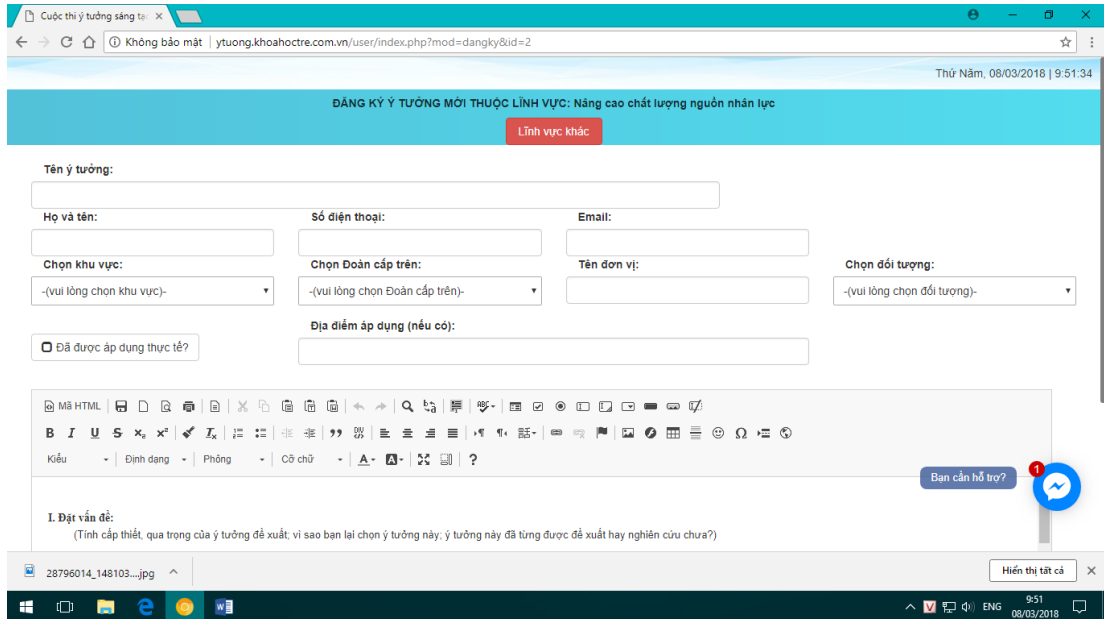 Cuộc thi ý tưởng sáng tạ
Không bảo mật | ytuong.khoahoctre.com.vn/user/index.php?mod=dangky&id=2
Thứ Năm, 08/03/2018 | 9:51:34
ĐĂNG KÝ Ý TƯỞNG MỚI THUỘC LĨNH VỰC: Nâng cao chất lượng nguồn nhân lực
Lĩnh vực khác
Tên ý tưởng:
Họ và tên: Số điện thoại: Email:
Chọn khu vực: Chọn Đoàn cấp trên: Tên đơn vị: Chọn đối tượng:
-(vui lòng chọn khu vực)- -(vui lòng chọn Đoàn cấp trên)- -(vui lòng chọn đối tượng)-
Địa điểm áp dụng (nếu có):
Đã được áp dụng thực tế?
Mã HTML
B I U S x₂ x² Tx
Kiểu Định dạng Phông Cỡ chữ A A ?
Bạn cần hỗ trợ? 1
I. Đặt vấn đề:
(Tính cấp thiết, qua trọng của ý tưởng đề xuất; vì sao bạn lại chọn ý tưởng này; ý tưởng này đã từng được đề xuất hay nghiên cứu chưa?)
28796014_148103....jpg Hiển thị tất cả
V ENG 9:51
08/03/2018